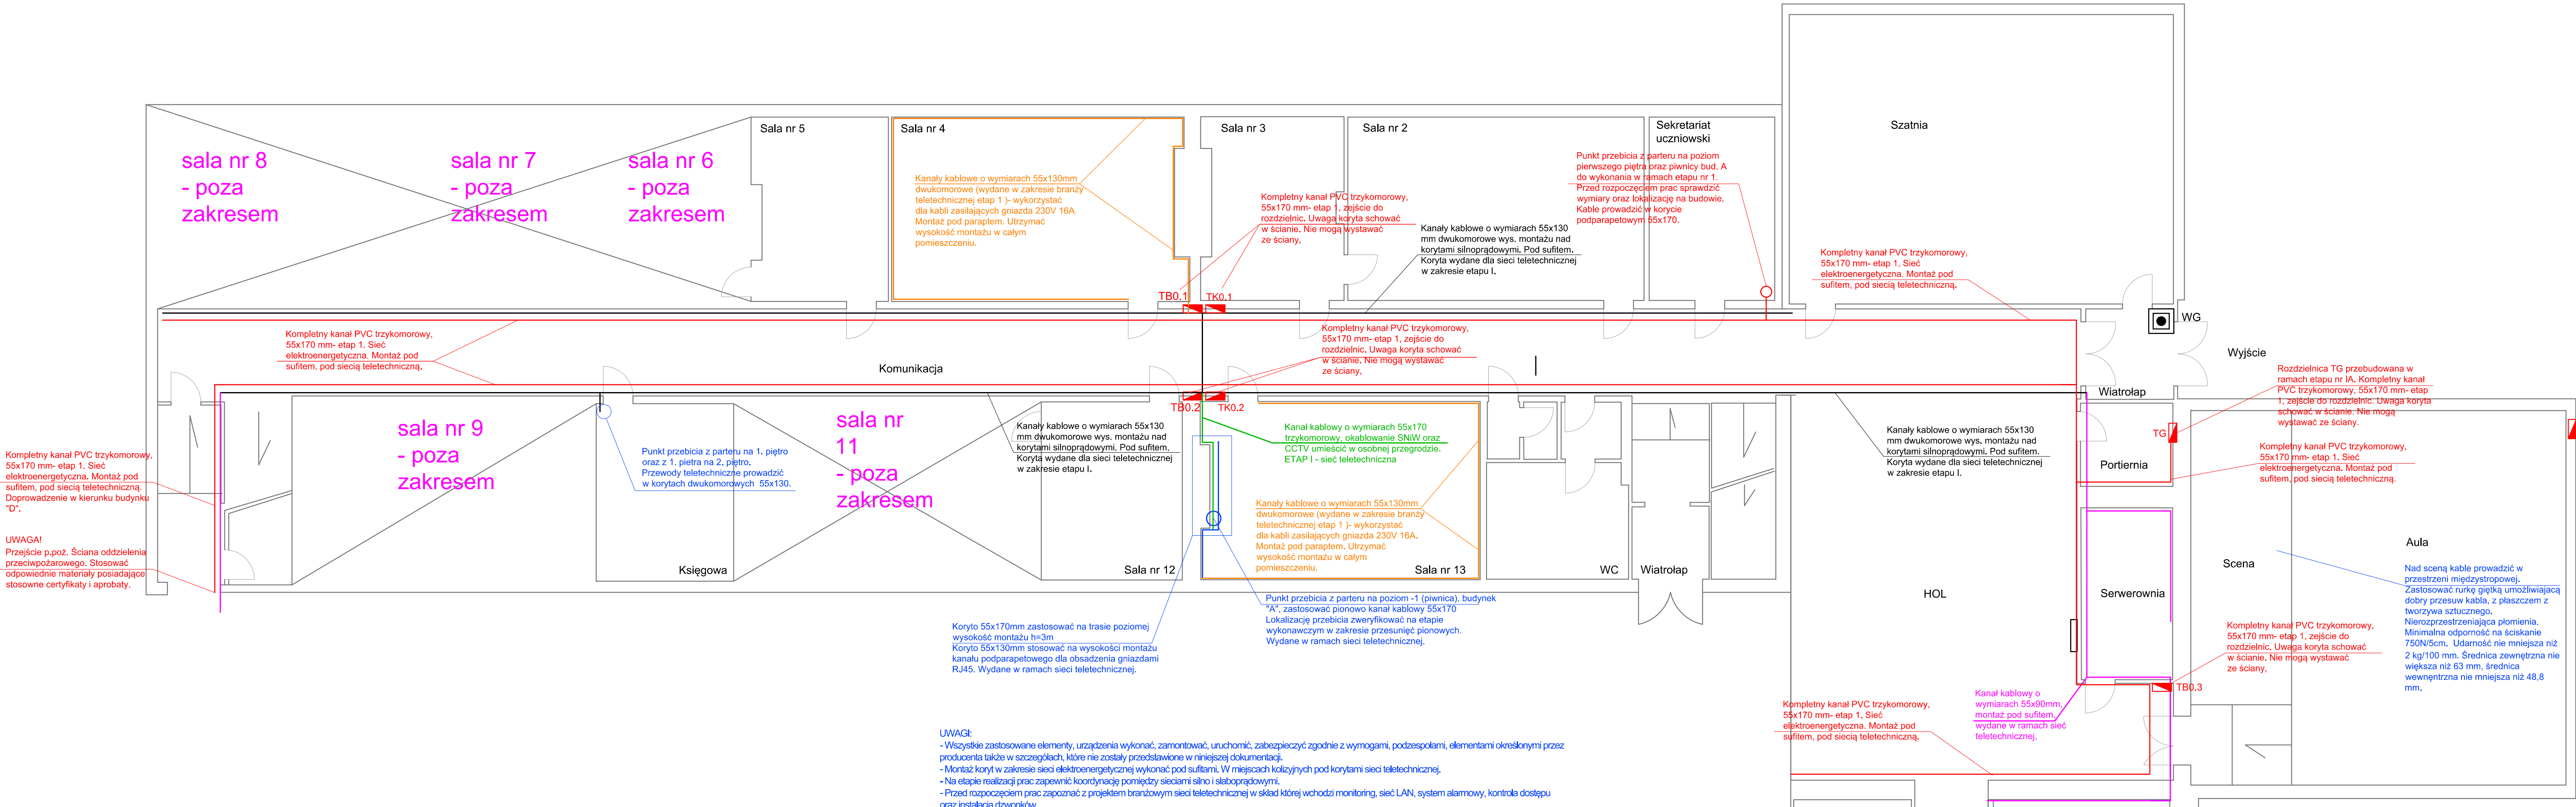 sala nr 8
- poza
zakresem
sala nr 7
- poza
zakresem
sala nr 6
- poza
zakresem
Sala nr 5
Sala nr 4
Kanały kablowe o wymiarach 55x130mm
dwukomorowe (wydane w zakresie branży
teletechnicznej etap 1 )- wykorzystać
dla kabli zasilających gniazda 230V 16A.
Montaż pod paraptem. Utrzymać
wysokość montażu w całym
pomieszczeniu.
Sala nr 3
Kompletny kanał PVC trzykomorowy,
55x170 mm- etap 1, zejście do
rozdzielnic. Uwaga koryta schować
w ścianie. Nie mogą wystawać
ze ściany,
Sala nr 2
Kanały kablowe o wymiarach 55x130
mm dwukomorowe wys. montażu nad
korytami silnoprądowymi. Pod sufitem.
Koryta wydane dla sieci teletechnicznej
w zakresie etapu I.
Sekretariat
uczniowski
Punkt przebicia z parteru na poziom
pierwszego piętra oraz piwnicy bud. A
do wykonania w ramach etapu nr 1.
Przed rozpoczęciem prac sprawdzić
wymiary oraz lokalizację na budowie.
Kable prowadzić w korycie
podparapetowym 55x170.
Szatnia
Kompletny kanał PVC trzykomorowy,
55x170 mm- etap 1. Sieć
elektroenergetyczna. Montaż pod
sufitem, pod siecią teletechniczną.
TB0.1
TK0.1
WG
Wyjście
Kompletny kanał PVC trzykomorowy,
55x170 mm- etap 1. Sieć
elektroenergetyczna. Montaż pod
sufitem, pod siecią teletechniczną.
Komunikacja
Kompletny kanał PVC trzykomorowy,
55x170 mm- etap 1, zejście do
rozdzielnic. Uwaga koryta schować
w ścianie. Nie mogą wystawać
ze ściany,
Wiatrołap
Rozdzielnica TG przebudowana w
ramach etapu nr IA. Kompletny kanał
PVC trzykomorowy, 55x170 mm- etap
1, zejście do rozdzielnic. Uwaga koryta
schować w ścianie. Nie mogą
wystawać ze ściany.
TB0.2
TK0.2
TG
Kompletny kanał PVC trzykomorowy,
55x170 mm- etap 1. Sieć
elektroenergetyczna. Montaż pod
sufitem, pod siecią teletechniczną.
Doprowadzenie w kierunku budynku
"D".
UWAGA!
Przejście p.poż. Ściana oddzielenia
przeciwpożarowego. Stosować
odpowiednie materiały posiadające
stosowne certyfikaty i aprobaty.
sala nr 9
- poza
zakresem
Punkt przebicia z parteru na 1. piętro
oraz z 1. pietra na 2. piętro.
Przewody teletechniczne prowadzić
w korytach dwukomorowych 55x130.
Księgowa
sala nr
11
- poza
zakresem
Kanały kablowe o wymiarach 55x130
mm dwukomorowe wys. montażu nad
korytami silnoprądowymi. Pod sufitem.
Koryta wydane dla sieci teletechnicznej
w zakresie etapu I.
Sala nr 12
Kanał kablowy o wymiarach 55x170
trzykomorowy, okablowanie SNiW oraz
CCTV umieścić w osobnej przegrodzie.
ETAP I - sieć teletechniczna
Kanały kablowe o wymiarach 55x130mm
dwukomorowe (wydane w zakresie branży
teletechnicznej etap 1 )- wykorzystać
dla kabli zasilających gniazda 230V 16A.
Montaż pod paraptem. Utrzymać
wysokość montażu w całym
pomieszczeniu.
Sala nr 13
WC
Wiatrołap
Kanały kablowe o wymiarach 55x130
mm dwukomorowe wys. montażu nad
korytami silnoprądowymi. Pod sufitem.
Koryta wydane dla sieci teletechnicznej
w zakresie etapu I.
HOL
Portiernia
Kompletny kanał PVC trzykomorowy,
55x170 mm- etap 1. Sieć
elektroenergetyczna. Montaż pod
sufitem, pod siecią teletechniczną.
Serwerownia
Scena
Aula
Nad sceną kable prowadzić w
przestrzeni międzystropowej.
Zastosować rurkę giętką umożliwiającą
dobry przesuw kabla, z płaszczem z
tworzywa sztucznego.
Nierozprzestrzeniająca płomienia.
Minimalna odporność na ściskanie
750N/5cm. Udarność nie mniejsza niż
2 kg/100 mm. Średnica zewnętrzna nie
większa niż 63 mm, średnica
wewnęntrzna nie mniejsza niż 48,8
mm.
Kompletny kanał PVC trzykomorowy,
55x170 mm- etap 1, zejście do
rozdzielnic. Uwaga koryta schować
w ścianie. Nie mogą wystawać
ze ściany,
TB0.3
Koryto 55x170mm zastosować na trasie poziomej
wysokość montażu h=3m
Koryto 55x130mm stosować na wysokości montażu
kanału podparapetowego dla obsadzenia gniazdami
RJ45. Wydane w ramach sieci teletechnicznej.
Punkt przebicia z parteru na poziom -1 (piwnica), budynek
"A", zastosować pionowo kanał kablowy 55x170
Lokalizację przebicia zweryfikować na etapie
wykonawczym w zakresie przesunięć pionowych.
Wydane w ramach sieci teletechnicznej.
Kompletny kanał PVC trzykomorowy,
55x170 mm- etap 1. Sieć
elektroenergetyczna. Montaż pod
sufitem, pod siecią teletechniczną.
Kanał kablowy o
wymiarach 55x90mm,
montaż pod sufitem,
wydane w ramach sieć
teletechnicznej.
UWAGI:
- Wszystkie zastosowane elementy, urządzenia wykonać, zamontować, uruchomić, zabezpieczyć zgodnie z wymogami, podzespołami, elementami określonymi przez
producenta także w szczegółach, które nie zostały przedstawione w niniejszej dokumentacji.
- Montaż koryt w zakresie sieci elektroenergetycznej wykonać pod sufitami. W miejscach kolizyjnych pod korytami sieci teletechnicznej.
- Na etapie realizacji prac zapewnić koordynację pomiędzy sieciami silno i słaboprądowymi.
- Przed rozpoczęciem prac zapoznać z projektem branżowym sieci teletechnicznej w skład której wchodzi monitoring, sieć LAN, system alarmowy, kontrola dostępu
oraz instalacja dzwonków